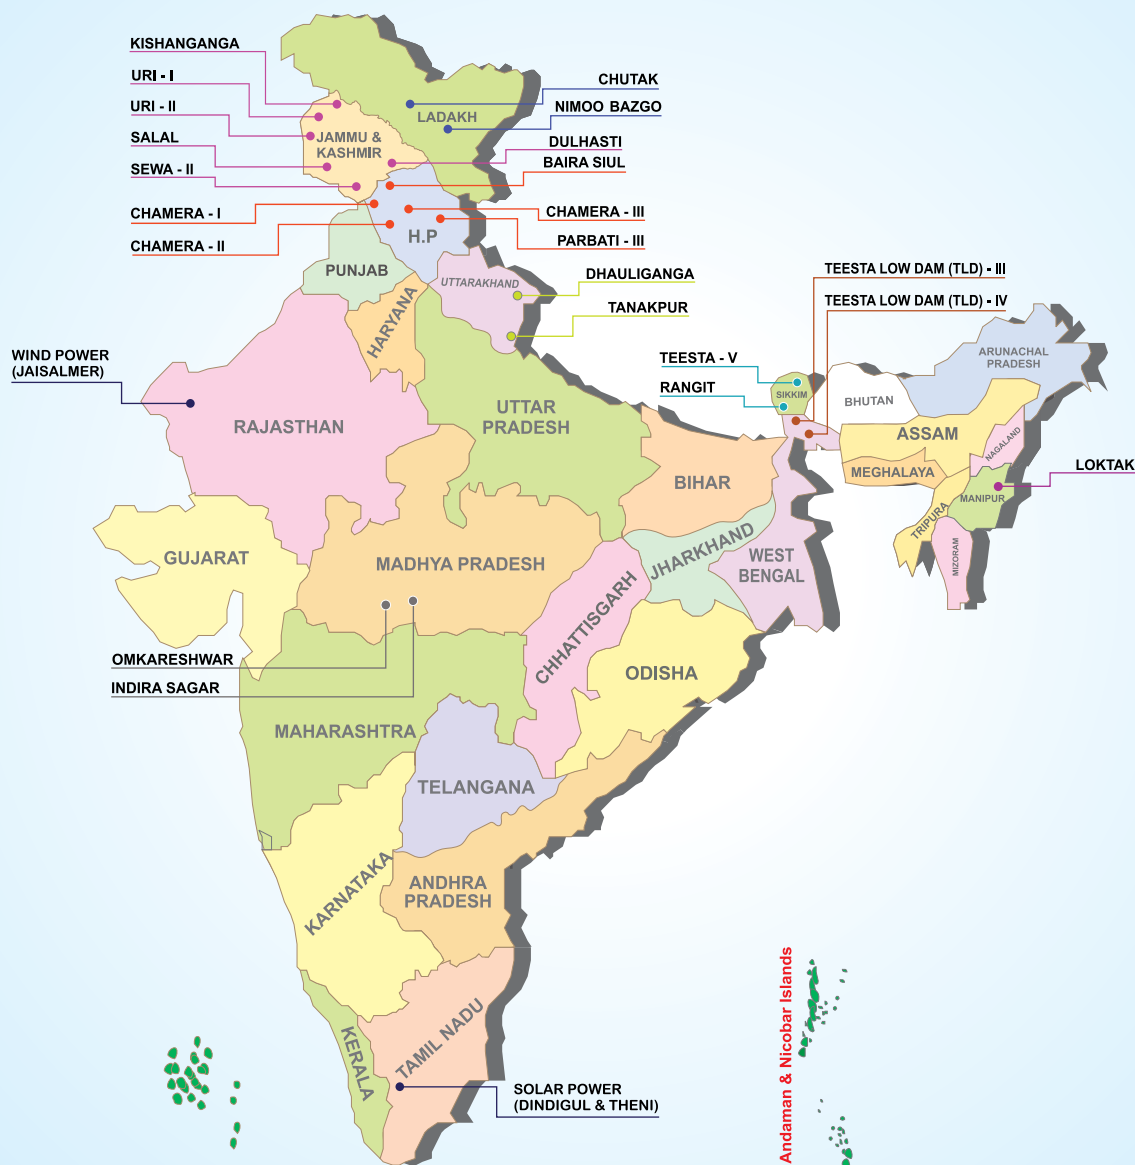 KISHANGANGA
URI - I
URI - II
SALAL
SEWA - II
CHAMERA - I
CHAMERA - II
CHUTAK
NIMOO BAZGO
DULHASTI
BAIRA SIUL
CHAMERA - III
PARBATI - III
LADAKH
JAMMU &
KASHMIR
H.P
PUNJAB
UTTARAKHAND
HARYANA
DHAULIGANGA
TANAKPUR
TEESTA LOW DAM (TLD) - III
TEESTA LOW DAM (TLD) - IV
TEESTA - V
RANGIT
SIKKIM
BHUTAN
ARUNACHAL
PRADESH
ASSAM
NAGALAND
MEGHALAYA
MANIPUR
TRIPURA
MIZORAM
LOKTAK
WIND POWER
(JAISALMER)
RAJASTHAN
UTTAR
PRADESH
BIHAR
GUJARAT
MADHYA PRADESH
JHARKHAND
WEST
BENGAL
CHHATTISGARH
OMKARESHWAR
INDIRA SAGAR
ODISHA
MAHARASHTRA
TELANGANA
KARNATAKA
ANDHRA
PRADESH
KERALA
TAMIL NADU
SOLAR POWER
(DINDIGUL & THENI)
Andaman & Nicobar Islands